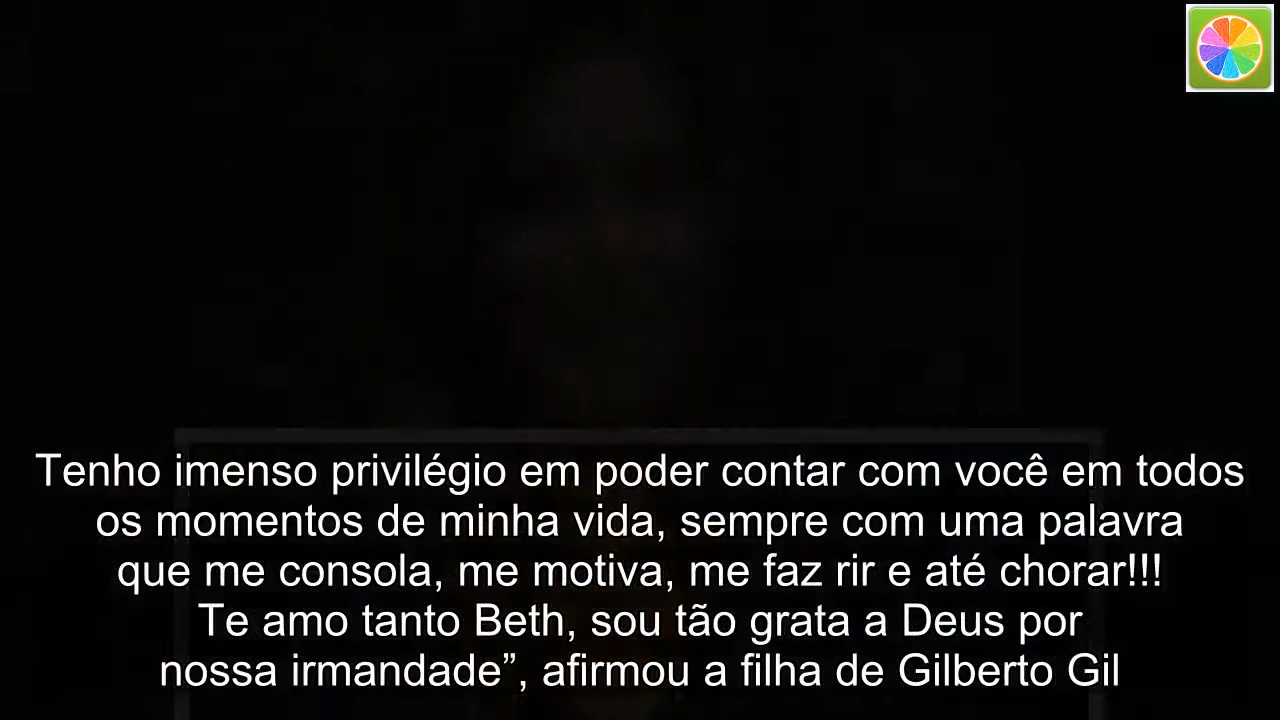 Tenho imenso privilégio em poder contar com você em todos
os momentos de minha vida, sempre com uma palavra
que me consola, me motiva, me faz rir e até chorar!!!
Te amo tanto Beth, sou tão grata a Deus por
nossa irmandade”, afirmou a filha de Gilberto Gil